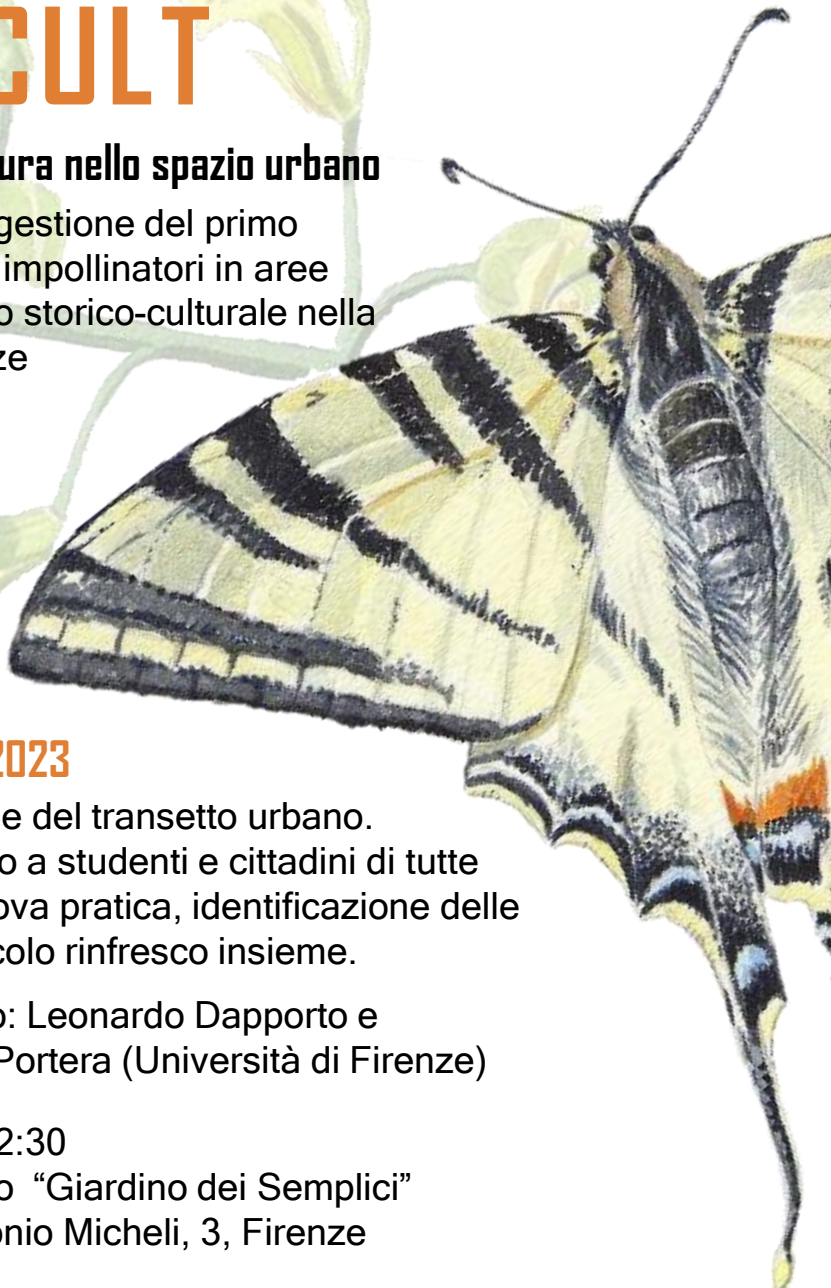 CULT
ura nello spazio urbano
gestione del primo
impollinatori in aree
o storico-culturale nella
ze
2023
e del transetto urbano.
o a studenti e cittadini di tutte
ova pratica, identificazione delle
colo rinfresco insieme.
o: Leonardo Dapporto e
Portera (Università di Firenze)
2:30
o “Giardino dei Semplici”
onio Micheli, 3, Firenze